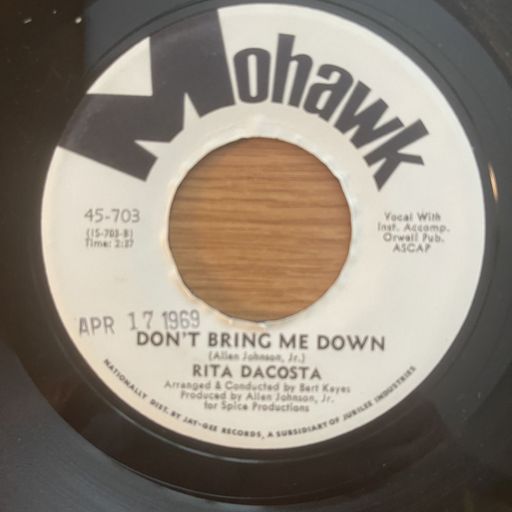 Mohawk
45-703
(15-703-B)
Time: 2:37
Vocal With
Inst. Accomp.
Orwell Pub.
ASCAP
APR 17 1969
DON'T BRING ME DOWN
(Allen Johnson, Jr.)
RITA DACOSTA
Arranged & Conducted by Bert Keyes
Produced by Allen Johnson, Jr.
for Spice Productions
NATIONALLY DIST. BY JAY-GEE RECORDS, A SUBSIDIARY OF JUBILEE INDUSTRIES